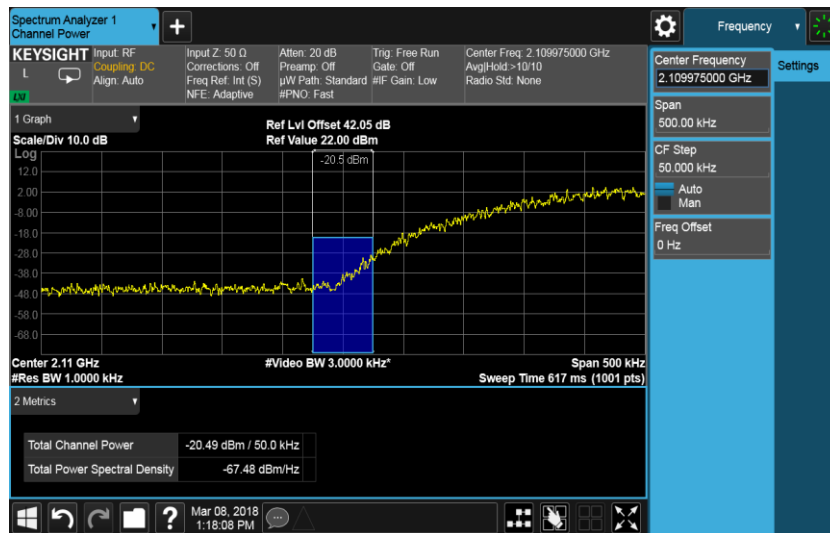 Spectrum Analyzer 1
Channel Power
+
Frequency
KEYSIGHT
L
LXI
Input: RF
Coupling: DC
Align: Auto
Input Z: 50 Ω
Corrections: Off
Freq Ref: Int (S)
NFE: Adaptive
Atten: 20 dB
Preamp: Off
µW Path: Standard
#PNO: Fast
Trig: Free Run
Gate: Off
#IF Gain: Low
Center Freq: 2.109975000 GHz
Avg|Hold:>10/10
Radio Std: None
Center Frequency
2.109975000 GHz
Settings
Span
500.00 kHz
CF Step
50.000 kHz
Auto
Man
Freq Offset
0 Hz
1 Graph
Scale/Div 10.0 dB
Ref Lvl Offset 42.05 dB
Ref Value 22.00 dBm
Log
-20.5 dBm
12.0
2.00
-8.00
-18.0
-28.0
-38.0
-48.0
-58.0
-68.0
Center 2.11 GHz
#Video BW 3.0000 kHz*
Span 500 kHz
#Res BW 1.0000 kHz
Sweep Time 617 ms (1001 pts)
2 Metrics
Total Channel Power -20.49 dBm / 50.0 kHz
Total Power Spectral Density -67.48 dBm/Hz
?
Mar 08, 2018
1:18:08 PM